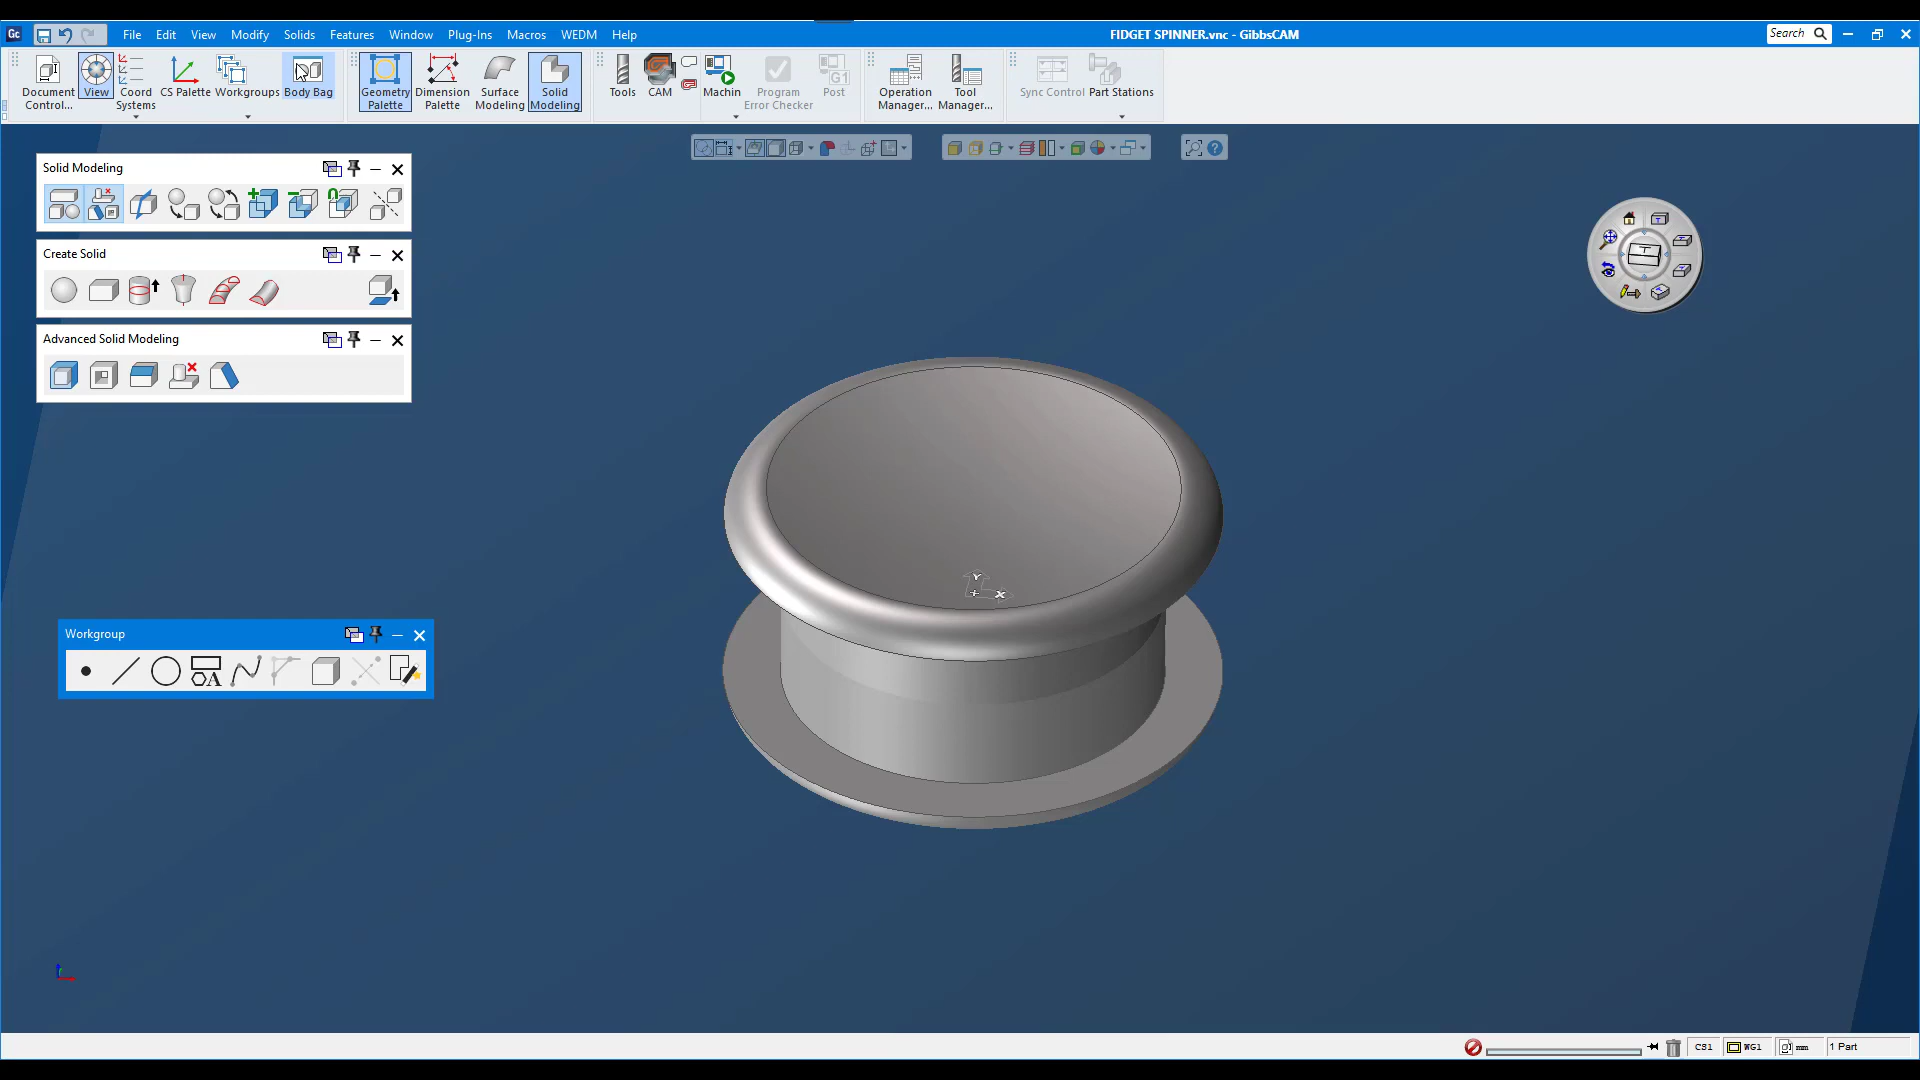 Gc File Edit View Modify Solids Features Window Plug-Ins Macros WEDM Help FIDGET SPINNER.vnc - GibbsCAM Search
Document Control... View Coord Systems CS Palette Workgroups Body Bag Geometry Palette Dimension Palette Surface Modeling Solid Modeling Tools CAM Machin Program Error Checker G1 Post Operation Manager... Tool Manager... Sync Control Part Stations
Solid Modeling
Create Solid
Advanced Solid Modeling
T
Y
X
Workgroup
A
CS1 WG1 mm 1 Part